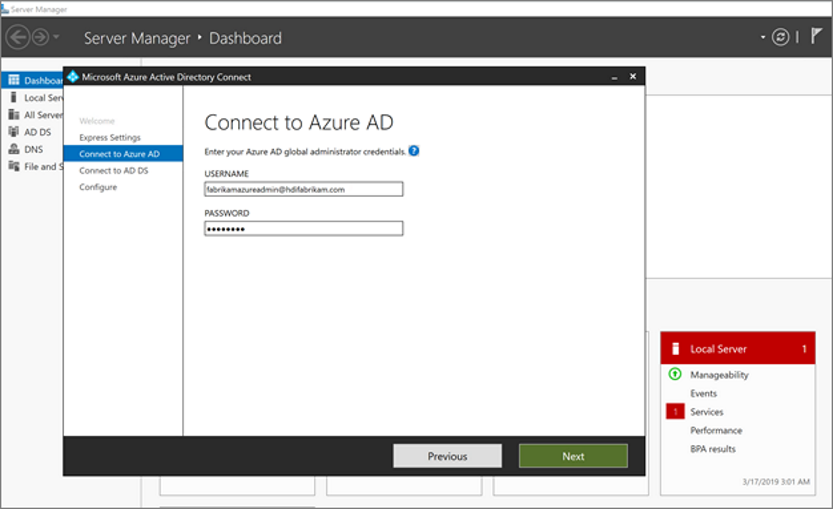 Server Manager
Server Manager • Dashboard
Dashboar
Local Serv
All Server
AD DS
DNS
File and S
Microsoft Azure Active Directory Connect
Welcome
Express Settings
Connect to Azure AD
Connect to AD DS
Configure
Connect to Azure AD
Enter your Azure AD global administrator credentials. ?
USERNAME
fabrikamazureadmin@hdifabrikam.com
PASSWORD
••••••••
Previous
Next
Local Server 1
Manageability
Events
1 Services
Performance
BPA results
3/17/2019 3:01 AM